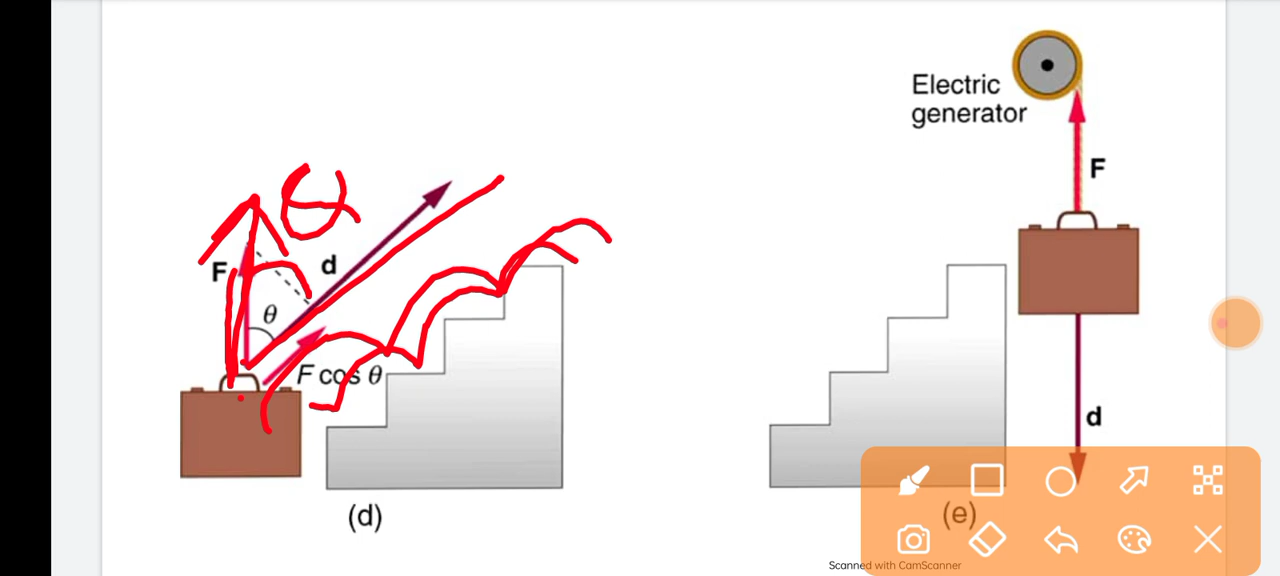 Electric
generator
F
θ
F
d
θ
F cos θ
d
(d)
(e)
Scanned with CamScanner